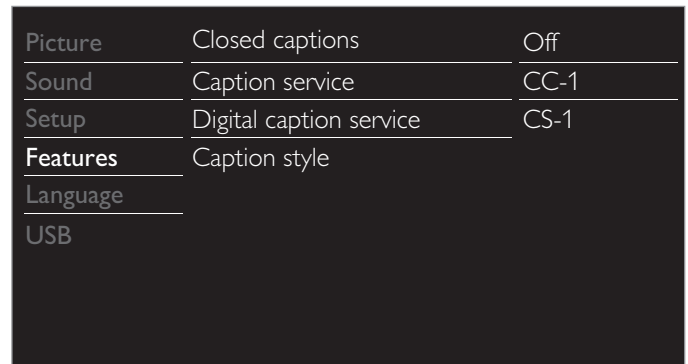 Picture Closed captions Off
Sound Caption service CC-1
Setup Digital caption service CS-1
Features Caption style
Language
USB